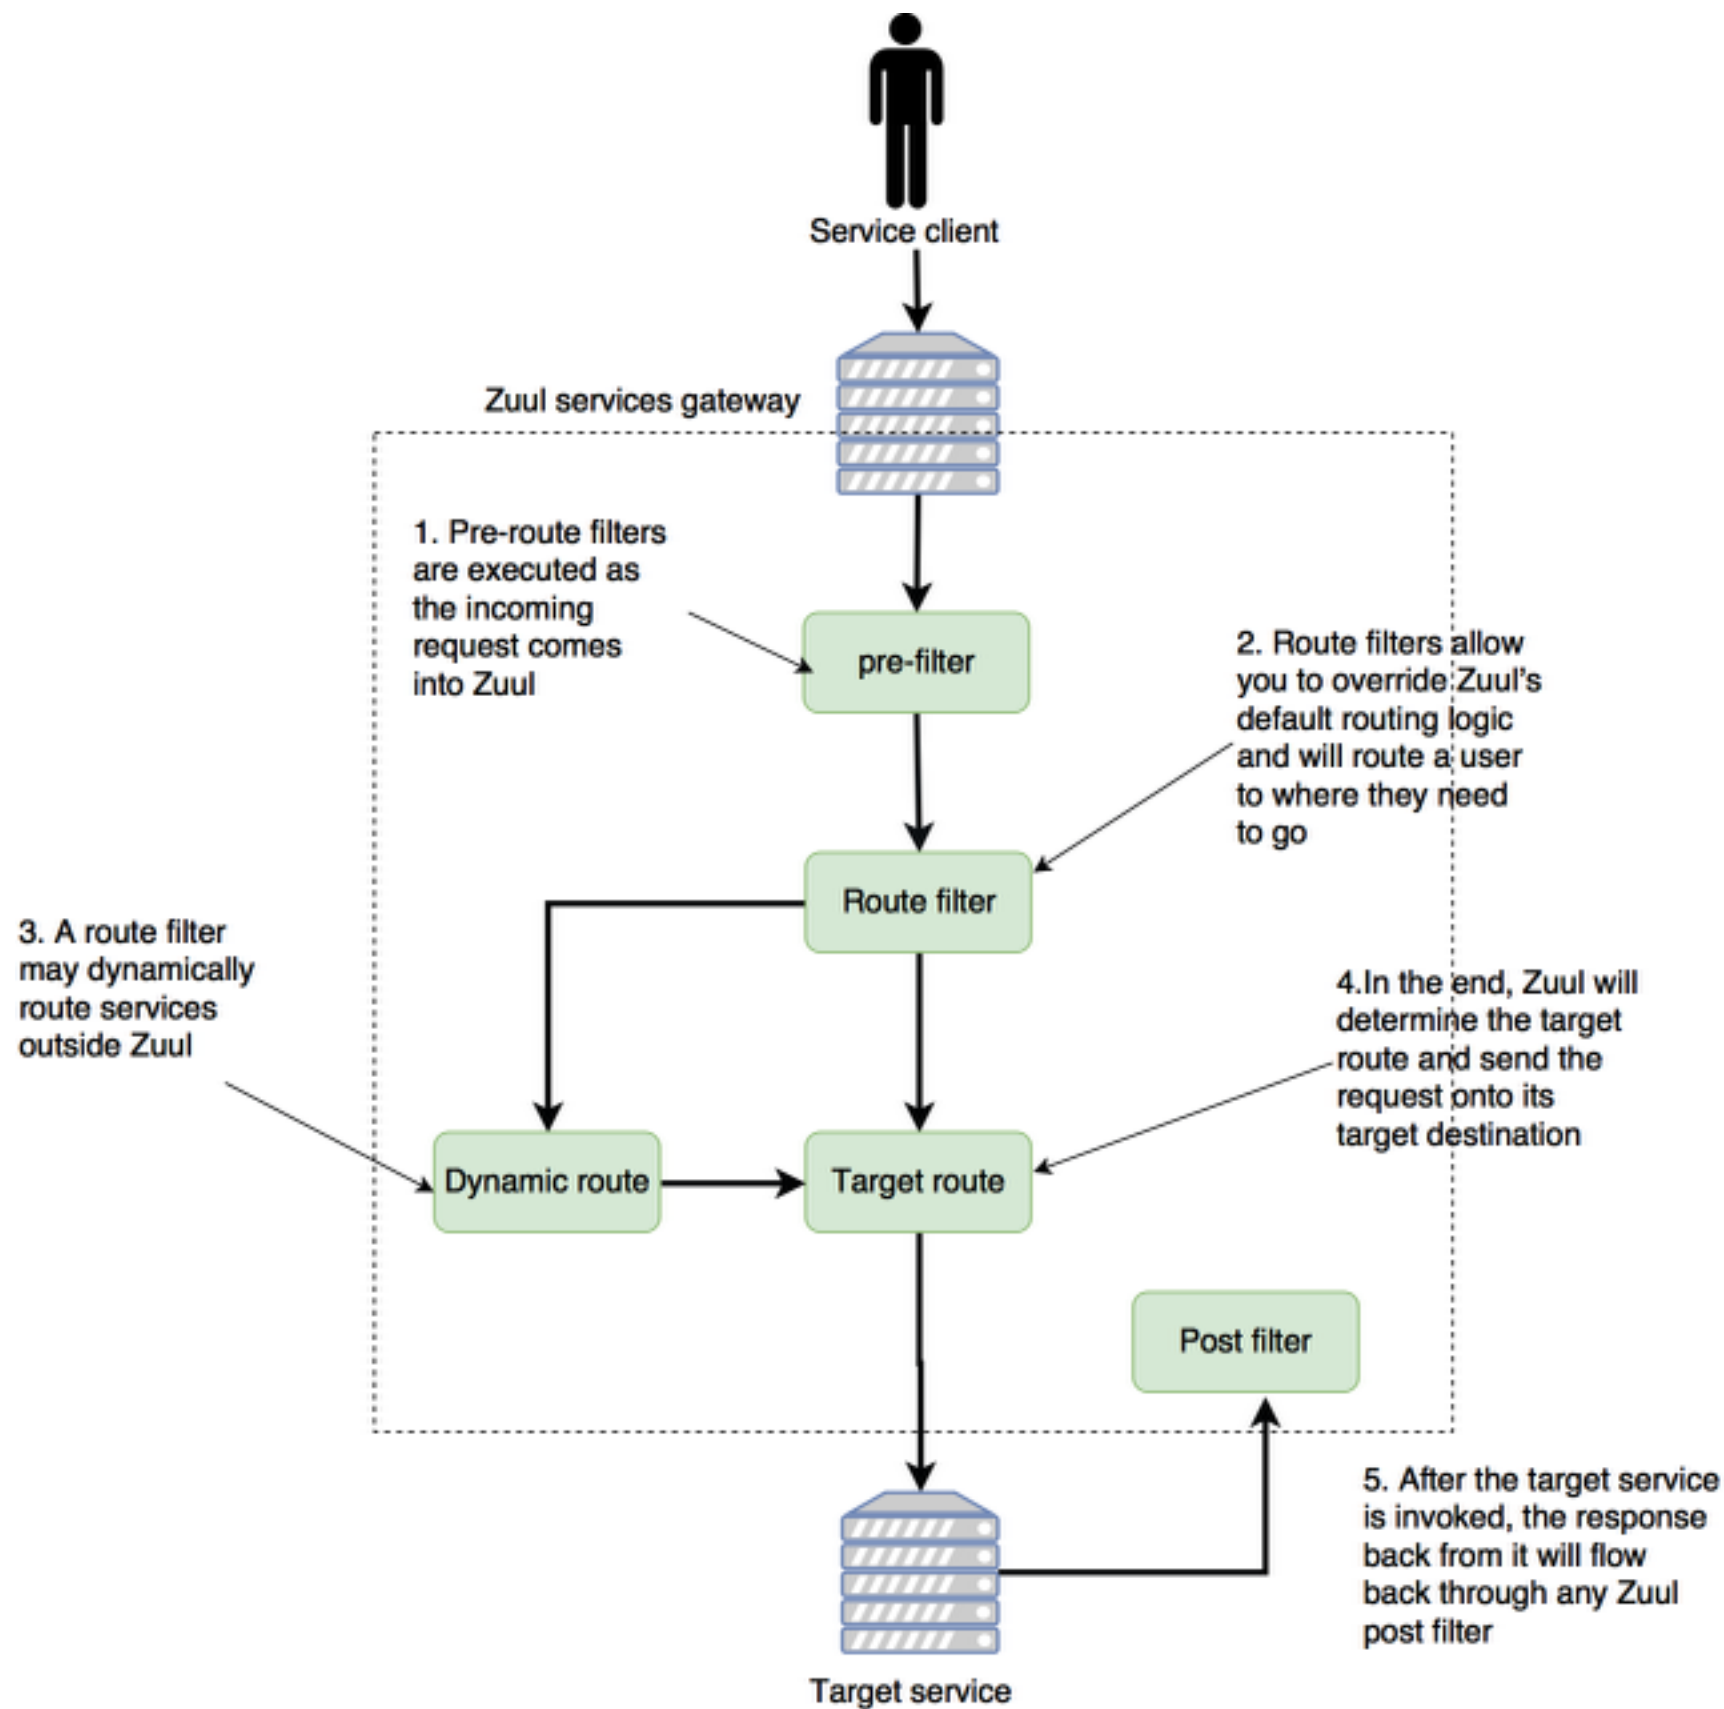 Service client
Zuul services gateway
1. Pre-route filters
are executed as
the incoming
request comes
into Zuul
pre-filter
2. Route filters allow
you to override Zuul's
default routing logic
and will route a user
to where they need
to go
Route filter
3. A route filter
may dynamically
route services
outside Zuul
4.In the end, Zuul will
determine the target
route and send the
request onto its
target destination
Dynamic route
Target route
Post filter
5. After the target service
is invoked, the response
back from it will flow
back through any Zuul
post filter
Target service